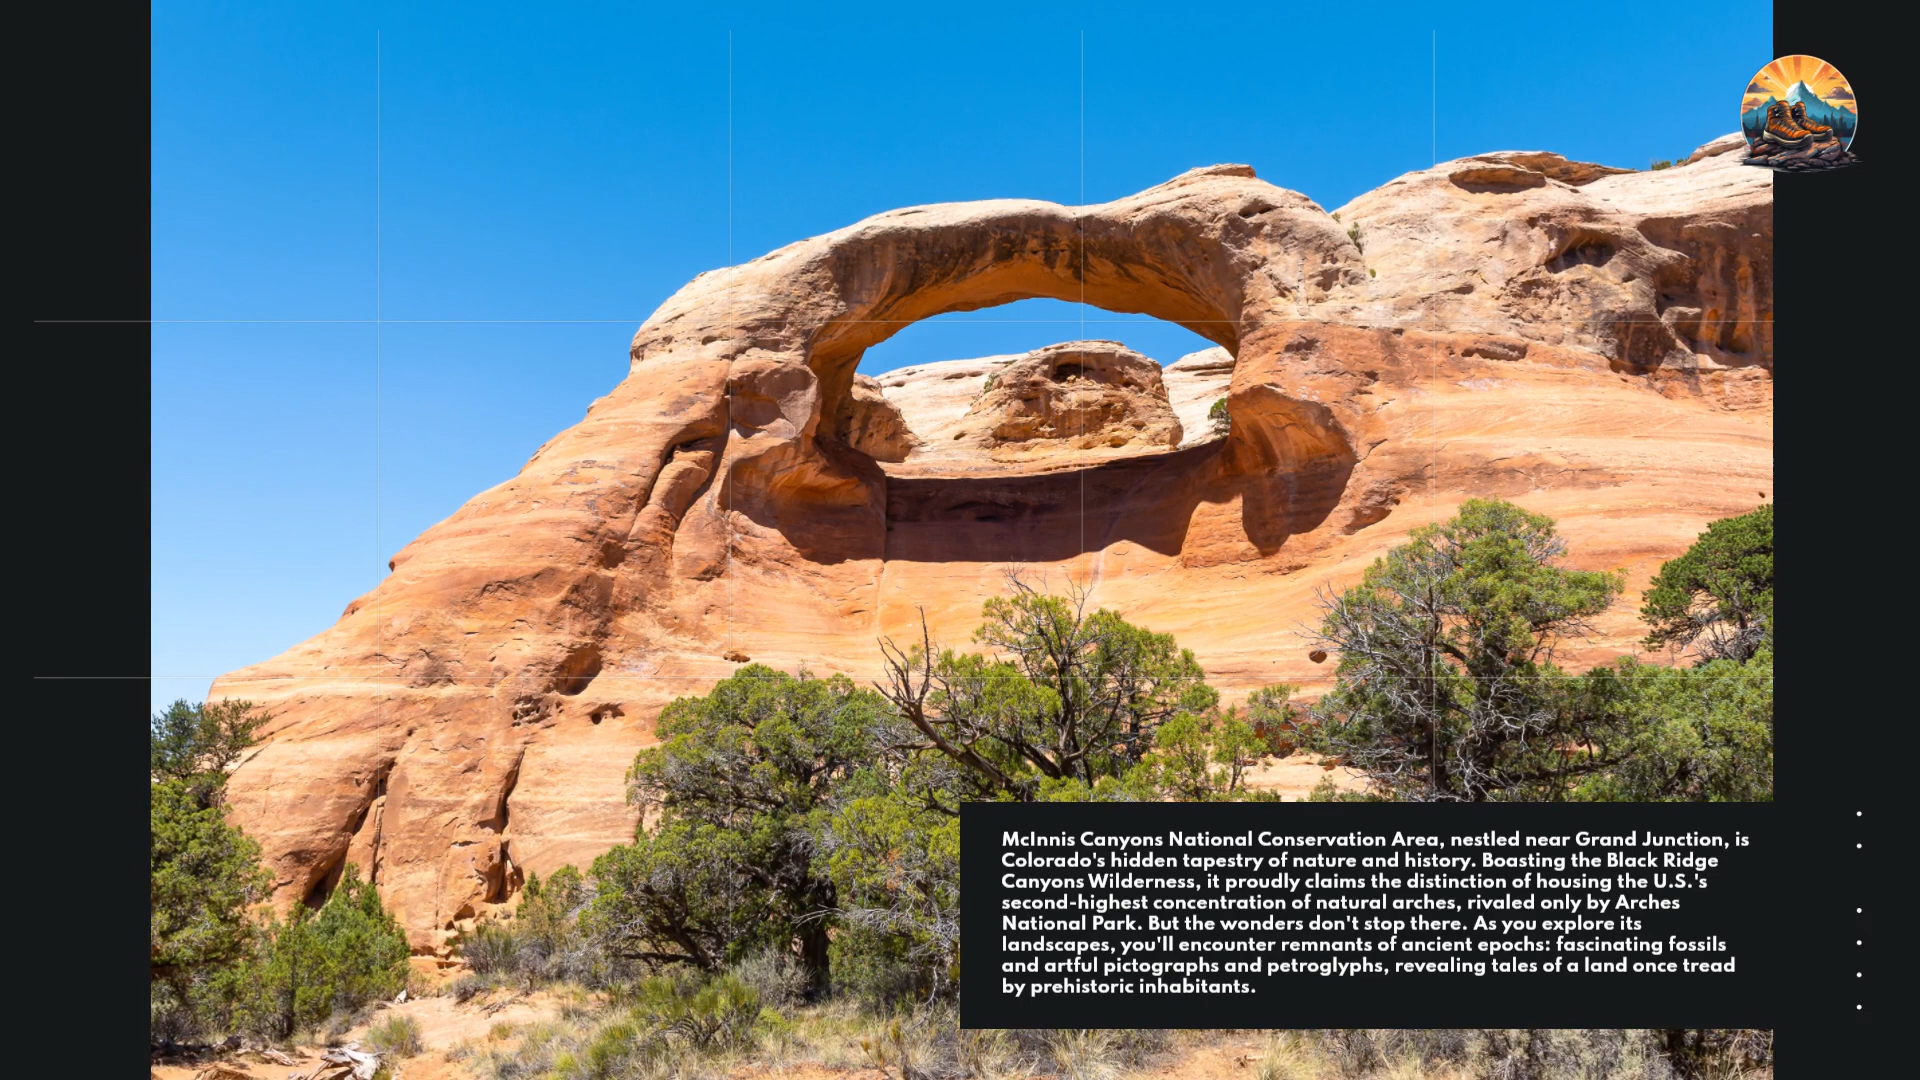 McInnis Canyons National Conservation Area, nestled near Grand Junction, is
Colorado's hidden tapestry of nature and history. Boasting the Black Ridge
Canyons Wilderness, it proudly claims the distinction of housing the U.S.'s
second-highest concentration of natural arches, rivaled only by Arches
National Park. But the wonders don't stop there. As you explore its
landscapes, you'll encounter remnants of ancient epochs: fascinating fossils
and artful pictographs and petroglyphs, revealing tales of a land once tread
by prehistoric inhabitants.